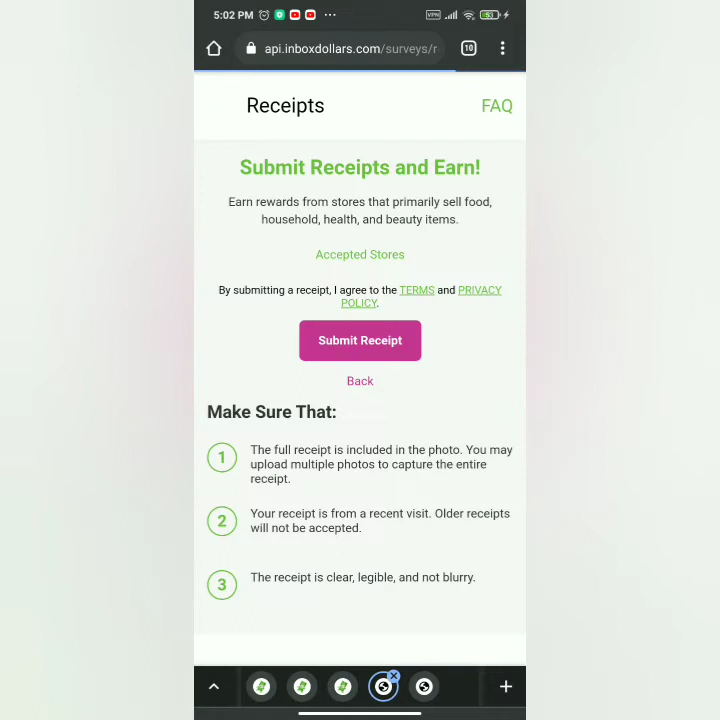 5:02 PM
VPN
53
api.inboxdollars.com/surveys/r
10
Receipts
FAQ
Submit Receipts and Earn!
Earn rewards from stores that primarily sell food,
household, health, and beauty items.
Accepted Stores
By submitting a receipt, I agree to the TERMS and PRIVACY
POLICY.
Submit Receipt
Back
Make Sure That:
1
The full receipt is included in the photo. You may
upload multiple photos to capture the entire
receipt.
2
Your receipt is from a recent visit. Older receipts
will not be accepted.
3
The receipt is clear, legible, and not blurry.